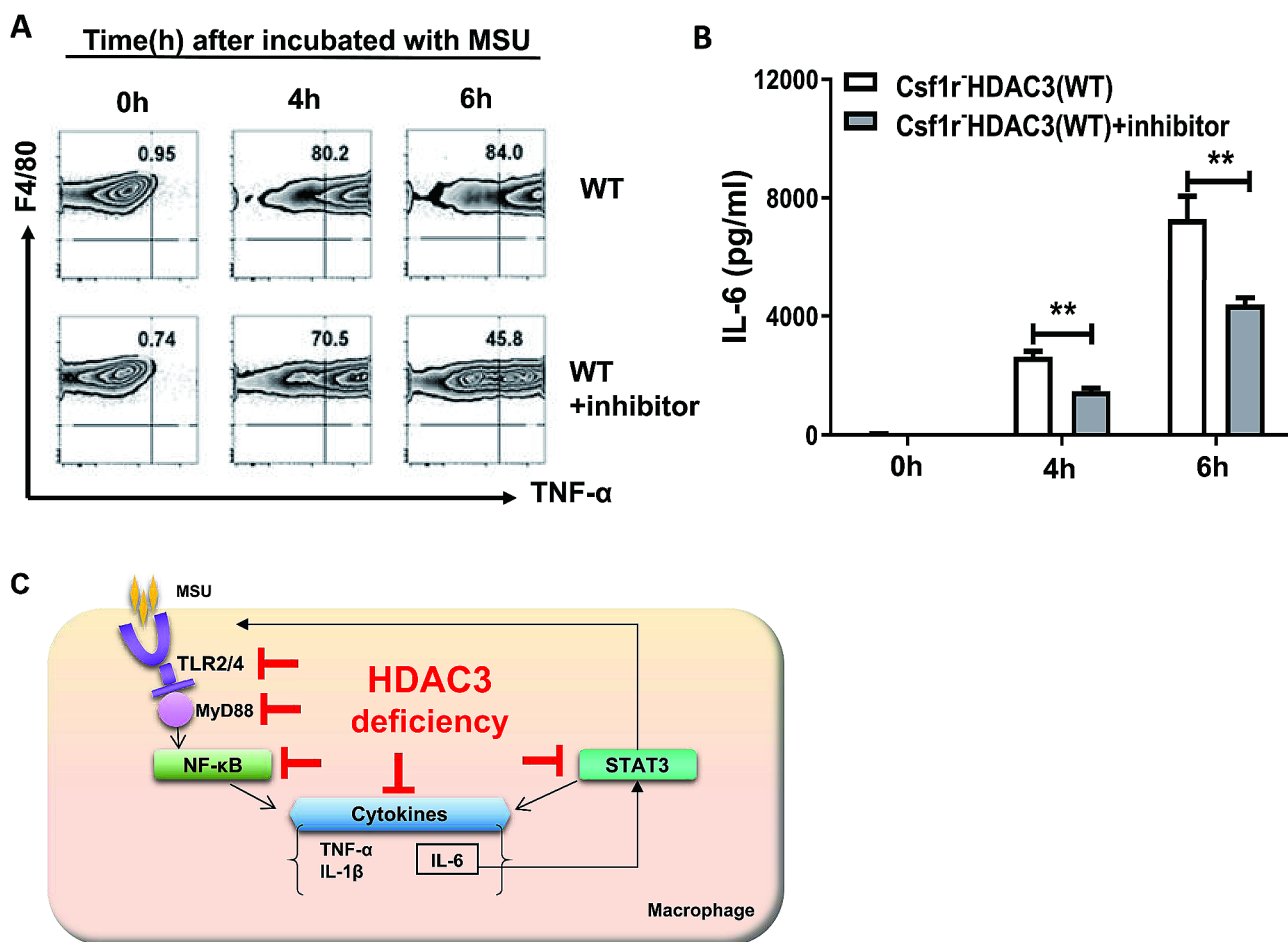 A
Time(h) after incubated with MSU
0h
4h
6h
F4/80
0.95
80.2
84.0
WT
0.74
70.5
45.8
WT
+inhibitor
TNF-α
B
Csf1r⁻HDAC3(WT)
Csf1r⁻HDAC3(WT)+inhibitor
IL-6 (pg/ml)
12000
8000
4000
0
**
**
0h
4h
6h
C
MSU
TLR2/4
MyD88
HDAC3
deficiency
NF-κB
STAT3
Cytokines
TNF-α
IL-1β
IL-6
Macrophage